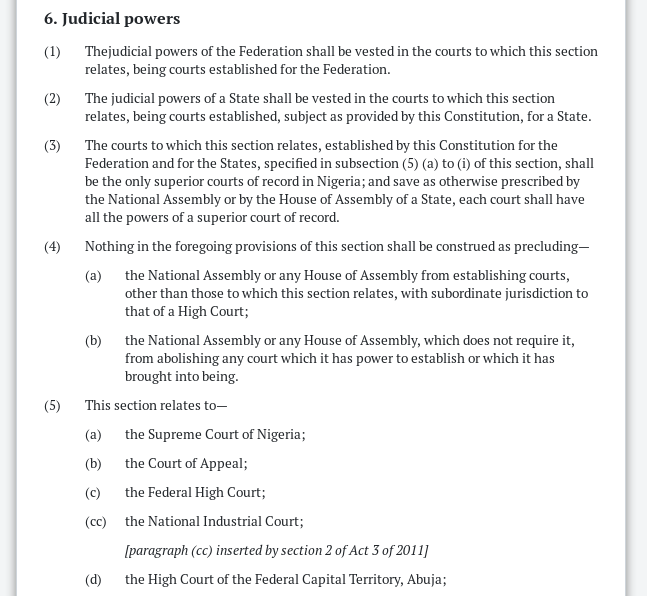 6. Judicial powers
(1) Thejudicial powers of the Federation shall be vested in the courts to which this section
relates, being courts established for the Federation.
(2) The judicial powers of a State shall be vested in the courts to which this section
relates, being courts established, subject as provided by this Constitution, for a State.
(3) The courts to which this section relates, established by this Constitution for the
Federation and for the States, specified in subsection (5) (a) to (i) of this section, shall
be the only superior courts of record in Nigeria; and save as otherwise prescribed by
the National Assembly or by the House of Assembly of a State, each court shall have
all the powers of a superior court of record.
(4) Nothing in the foregoing provisions of this section shall be construed as precluding—
(a) the National Assembly or any House of Assembly from establishing courts,
other than those to which this section relates, with subordinate jurisdiction to
that of a High Court;
(b) the National Assembly or any House of Assembly, which does not require it,
from abolishing any court which it has power to establish or which it has
brought into being.
(5) This section relates to—
(a) the Supreme Court of Nigeria;
(b) the Court of Appeal;
(c) the Federal High Court;
(cc) the National Industrial Court;
[paragraph (cc) inserted by section 2 of Act 3 of 2011]
(d) the High Court of the Federal Capital Territory, Abuja;